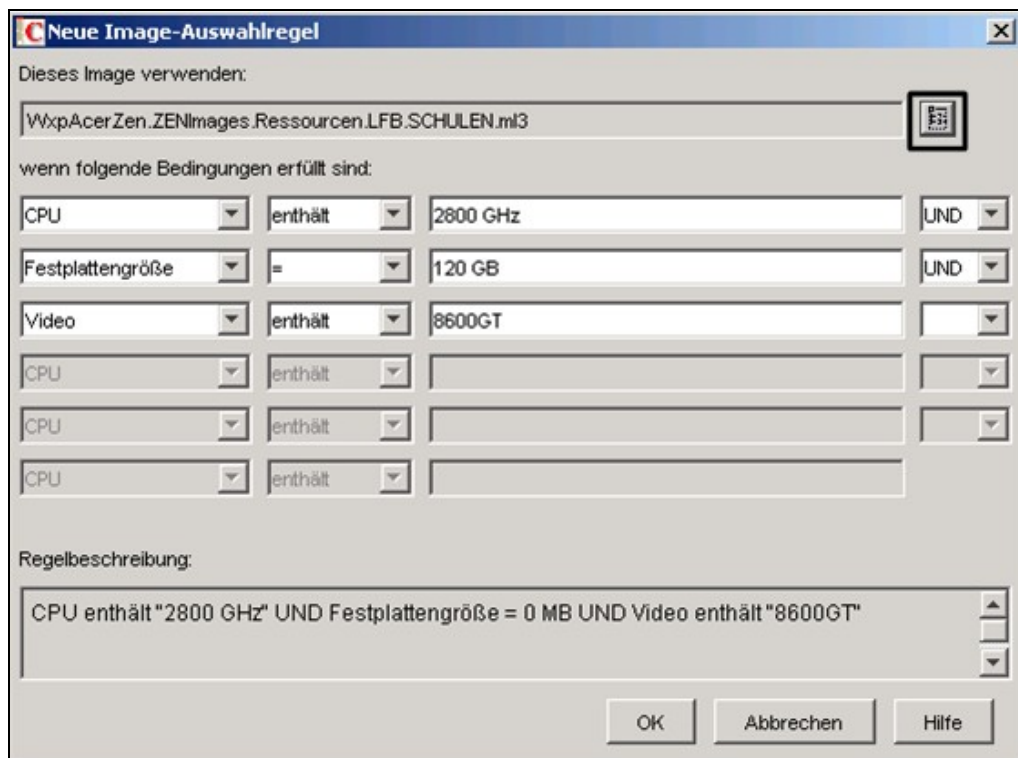 Neue Image-Auswahlregel
Dieses Image verwenden:
WxpAcerZen.ZENImages.Ressourcen.LFB.SCHULEN.ml3
wenn folgende Bedingungen erfüllt sind:
CPU enthält 2800 GHz UND
Festplattengröße = 120 GB UND
Video enthält 8600GT
CPU enthält
CPU enthält
CPU enthält
Regelbeschreibung:
CPU enthält "2800 GHz" UND Festplattengröße = 0 MB UND Video enthält "8600GT"
OK Abbrechen Hilfe